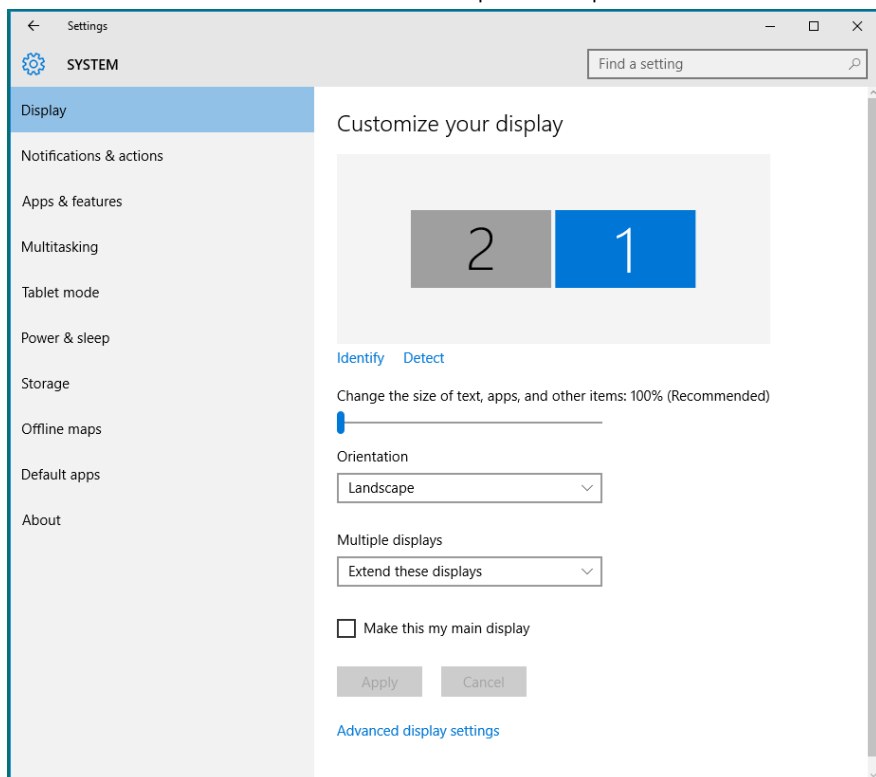 Settings
SYSTEM
Find a setting
Display
Notifications & actions
Apps & features
Multitasking
Tablet mode
Power & sleep
Storage
Offline maps
Default apps
About
Customize your display
2 1
Identify Detect
Change the size of text, apps, and other items: 100% (Recommended)
Orientation
Landscape
Multiple displays
Extend these displays
Make this my main display
Apply Cancel
Advanced display settings